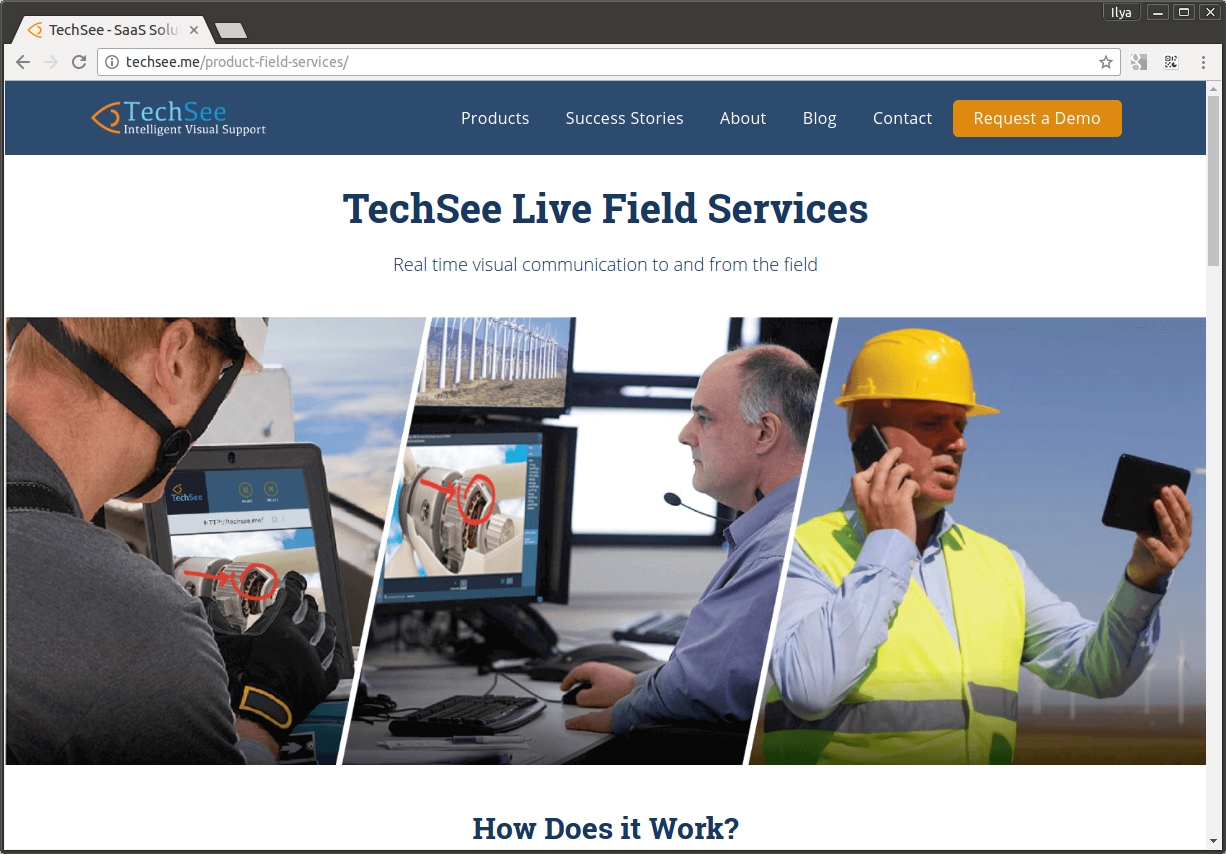 Ilya
TechSee - SaaS Solu
techsee.me/product-field-services/
TechSee
Intelligent Visual Support
Products
Success Stories
About
Blog
Contact
Request a Demo
TechSee Live Field Services
Real time visual communication to and from the field
TechSee
HTTP://techsee.me/
How Does it Work?